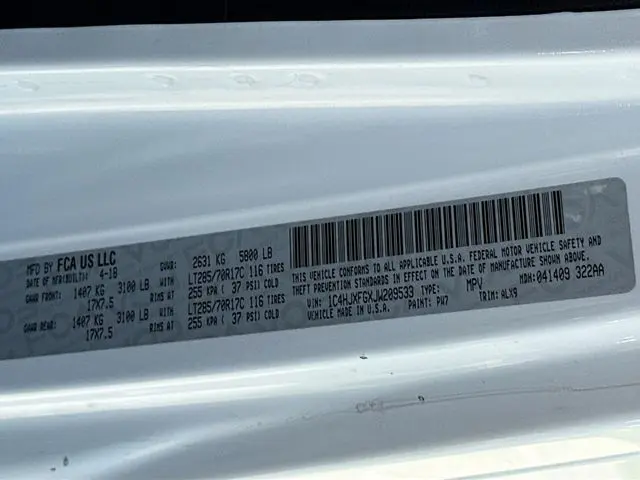 MFD BY FCA US LLC
DATE OF MFR(BUILT): 4-18 GVWR: 2631 KG 5800 LB
GAWR FRONT: 1407 KG 3100 LB WITH LT285/70R17C 116 TIRES
17X7.5 RIMS AT 255 KPA ( 37 PSI) COLD
GAWR REAR: 1407 KG 3100 LB WITH LT285/70R17C 116 TIRES
17X7.5 RIMS AT 255 KPA ( 37 PSI) COLD
THIS VEHICLE CONFORMS TO ALL APPLICABLE U.S.A. FEDERAL MOTOR VEHICLE SAFETY AND
THEFT PREVENTION STANDARDS IN EFFECT ON THE DATE OF MANUFACTURE SHOWN ABOVE.
VIN: 1C4HJXFGXJW209533 TYPE: MPV MDH: 041409 322AA
VEHICLE MADE IN U.S.A. PAINT: PW7 TRIM: ALX9